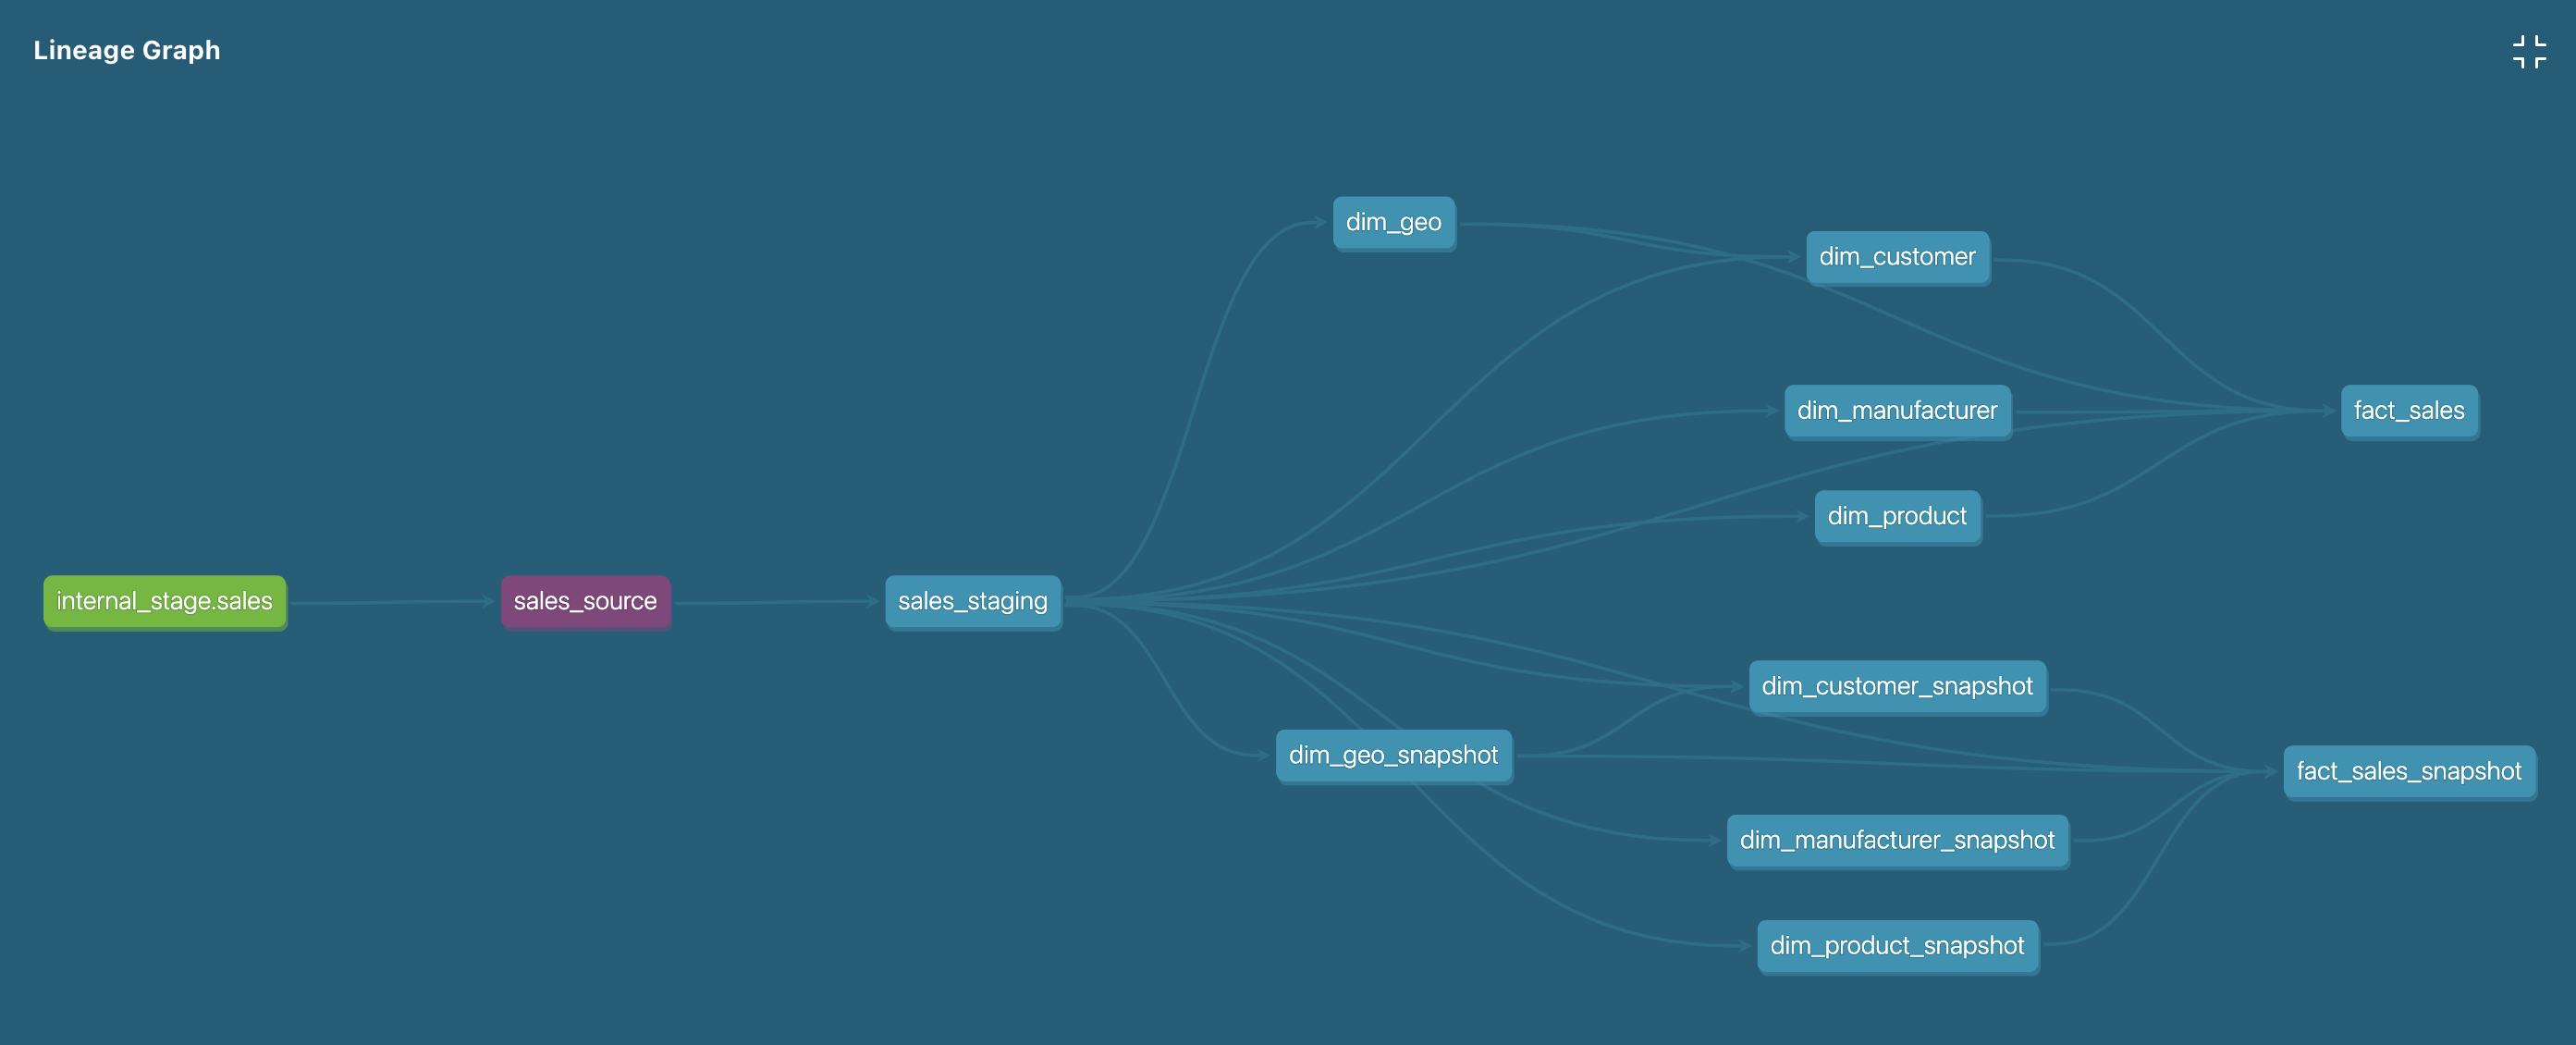 Lineage Graph
dim_geo
dim_customer
dim_manufacturer
fact_sales
dim_product
internal_stage.sales
sales_source
sales_staging
dim_customer_snapshot
dim_geo_snapshot
fact_sales_snapshot
dim_manufacturer_snapshot
dim_product_snapshot